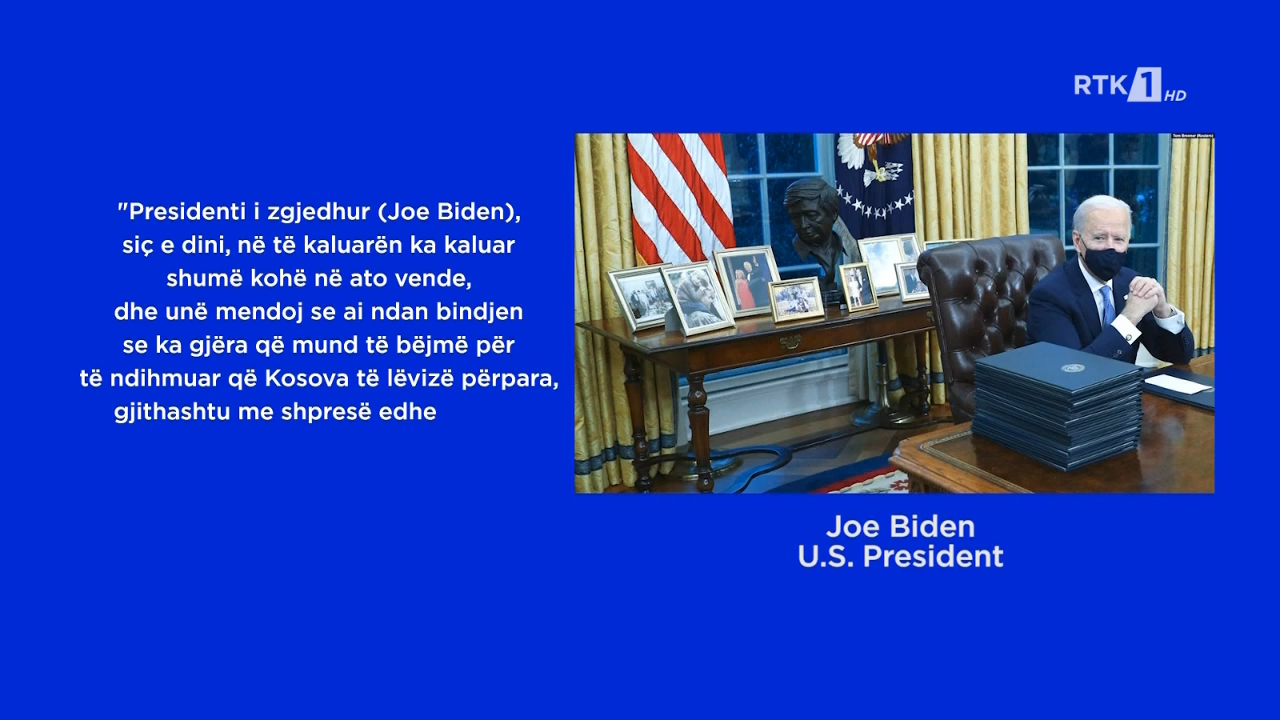 RTK 1 HD
"Presidenti i zgjedhur (Joe Biden),
siç e dini, në të kaluarën ka kaluar
shumë kohë në ato vende,
dhe unë mendoj se ai ndan bindjen
se ka gjëra që mund të bëjmë për
të ndihmuar që Kosova të lëvizë përpara,
gjithashtu me shpresë edhe
Joe Biden
U.S. President